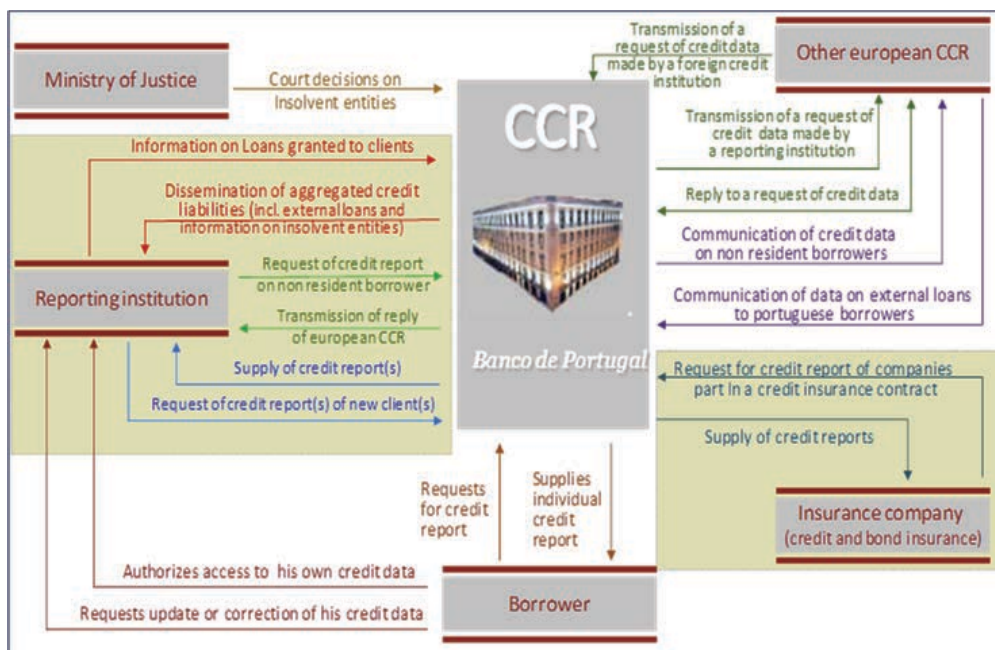 Ministry of Justice
Court decisions on
Insolvent entities
Transmission of a
request of credit data
made by a foreign credit
institution
Other european CCR
CCR
Transmission of a request of
credit data made by
a reporting institution
Information on Loans granted to clients
Dissemination of aggregated credit
liabilities (incl. external loans and
information on insolvent entities)
Reply to a request of credit data
Communication of credit data
on non resident borrowers
Reporting institution
Request of credit report
on non resident borrower
Communication of data on external loans
to portuguese borrowers
Transmission of reply
of european CCR
Banco de Portugal
Supply of credit report(s)
Request of credit report(s) of new client(s)
Request for credit report of companies
part In a credit insurance contract
Supply of credit reports
Requests
for credit
report
Supplies
individual
credit
report
Insurance company
(credit and bond insurance)
Authorizes access to his own credit data
Requests update or correction of his credit data
Borrower